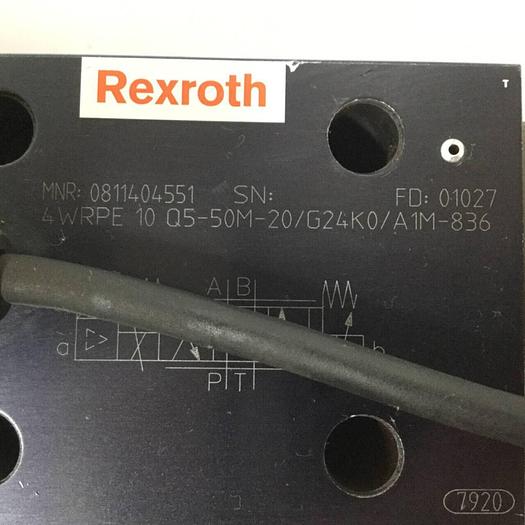 Rexroth
T
MNR: 0811404551 SN: FD: 01027
4WRPE 10 Q5-50M-20/G24K0/A1M-836
A B
a b
P T
7920